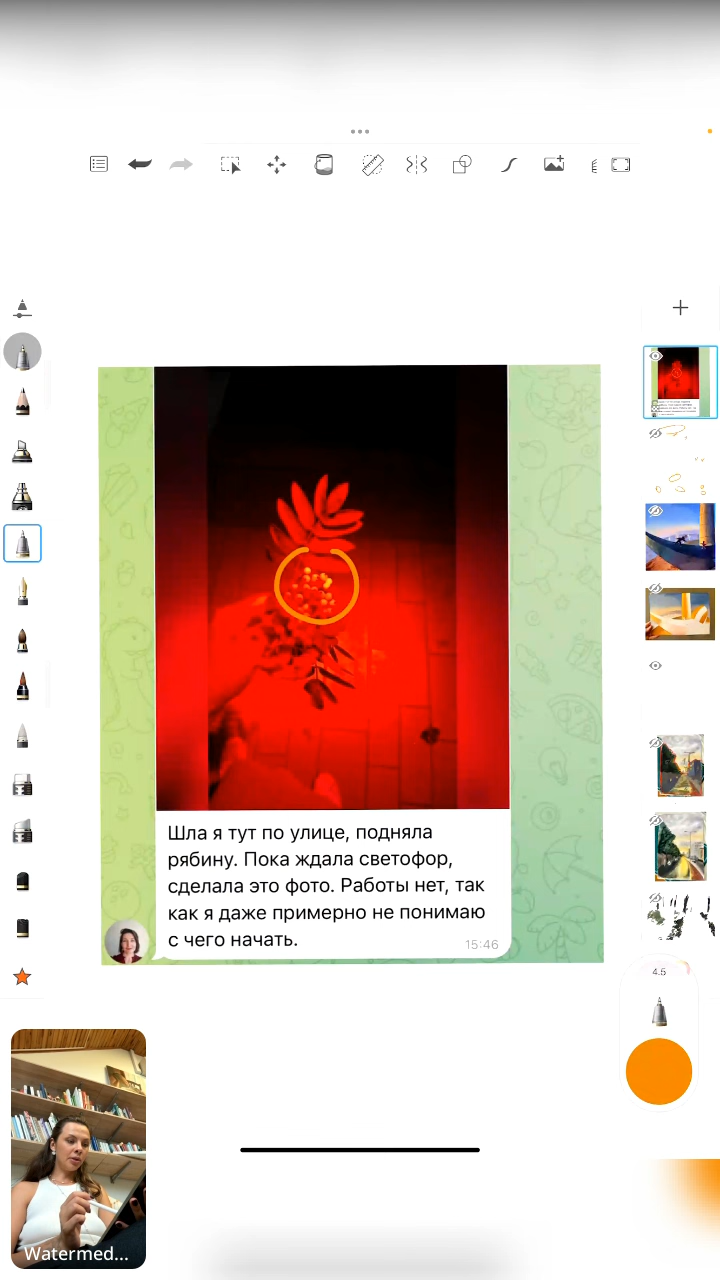 Шла я тут по улице, подняла
рябину. Пока ждала светофор,
сделала это фото. Работы нет, так
как я даже примерно не понимаю
с чего начать.
15:46
4.5
Watermed...